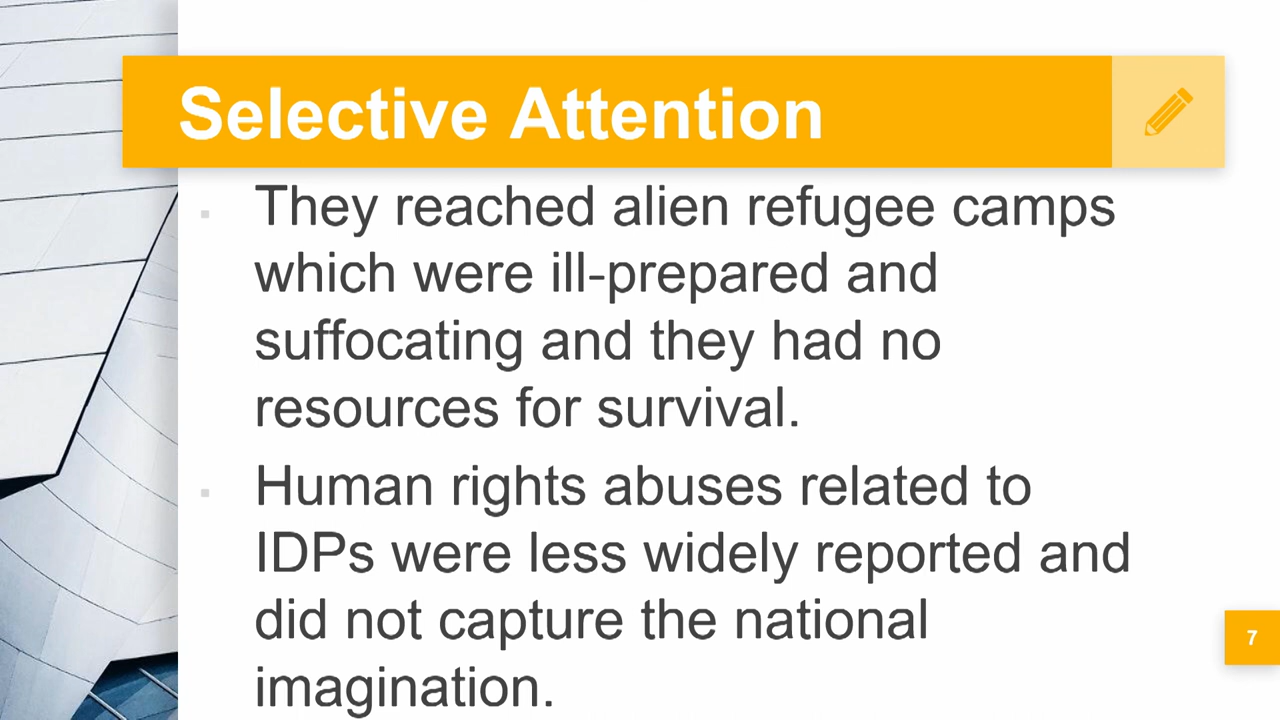 Selective Attention
They reached alien refugee camps
which were ill-prepared and
suffocating and they had no
resources for survival.
Human rights abuses related to
IDPs were less widely reported and
did not capture the national
imagination.
7